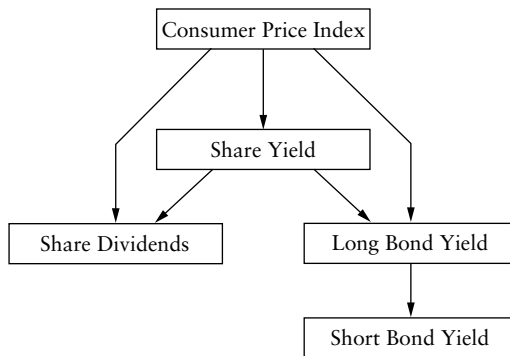 Consumer Price Index
Share Yield
Share Dividends
Long Bond Yield
Short Bond Yield